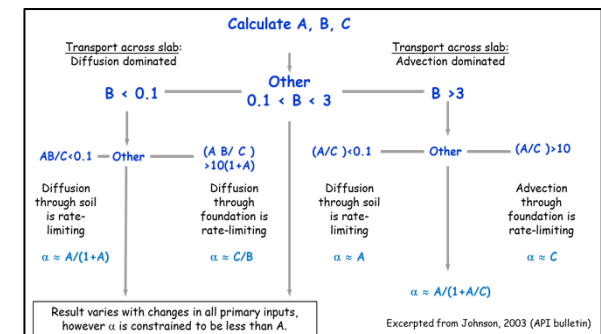 Calculate A, B, C
Transport across slab:
Diffusion dominated
Transport across slab:
Advection dominated
B < 0.1
Other
0.1 < B < 3
B >3
AB/C<0.1
Other
(A B/ C )
>10(1+A)
(A/C )<0.1
Other
(A/C )>10
Diffusion
through soil
is rate-
limiting
Diffusion
through
foundation is
rate-limiting
Diffusion
through soil
is rate-
limiting
Advection
through
foundation is
rate-limiting
α ≈ A/(1+A)
α ≈ C/B
α ≈ A
α ≈ C
α ≈ A/(1+A/C)
Result varies with changes in all primary inputs,
however α is constrained to be less than A.
Excerpted from Johnson, 2003 (API bulletin)